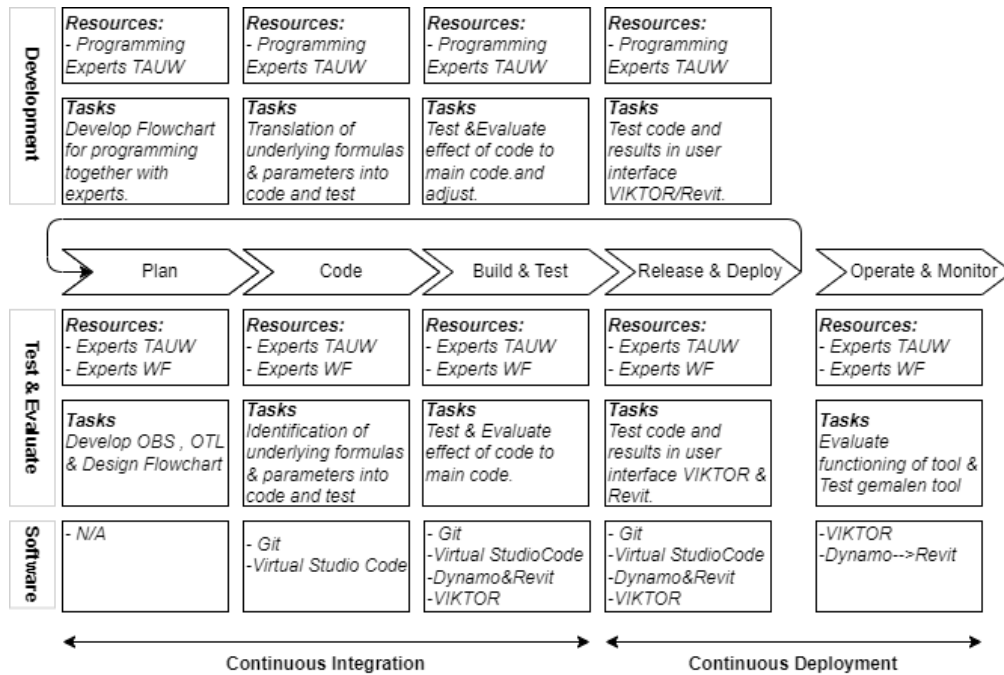 Development
Resources:
- Programming
Experts TAUW
Resources:
- Programming
Experts TAUW
Resources:
- Programming
Experts TAUW
Resources:
- Programming
Experts TAUW
Tasks
Develop Flowchart
for programming
together with
experts.
Tasks
Translation of
underlying formulas
& parameters into
code and test
Tasks
Test &Evaluate
effect of code to
main code.and
adjust.
Tasks
Test code and
results in user
interface
VIKTOR/Revit.
Plan
Code
Build & Test
Release & Deploy
Operate & Monitor
Test & Evaluate
Resources:
- Experts TAUW
- Experts WF
Resources:
- Experts TAUW
- Experts WF
Resources:
- Experts TAUW
- Experts WF
Resources:
- Experts TAUW
- Experts WF
Resources:
- Experts TAUW
- Experts WF
Tasks
Develop OBS , OTL
& Design Flowchart
Tasks
Identification of
underlying formulas
& parameters into
code and test
Tasks
Test & Evaluate
effect of code to
main code.
Tasks
Test code and
results in user
interface VIKTOR &
Revit.
Tasks
Evaluate
functioning of tool &
Test gemalen tool
Software
- N/A
- Git
-Virtual Studio Code
- Git
-Virtual StudioCode
-Dynamo&Revit
-VIKTOR
- Git
-Virtual StudioCode
-Dynamo&Revit
-VIKTOR
-VIKTOR
-Dynamo-->Revit
Continuous Integration
Continuous Deployment